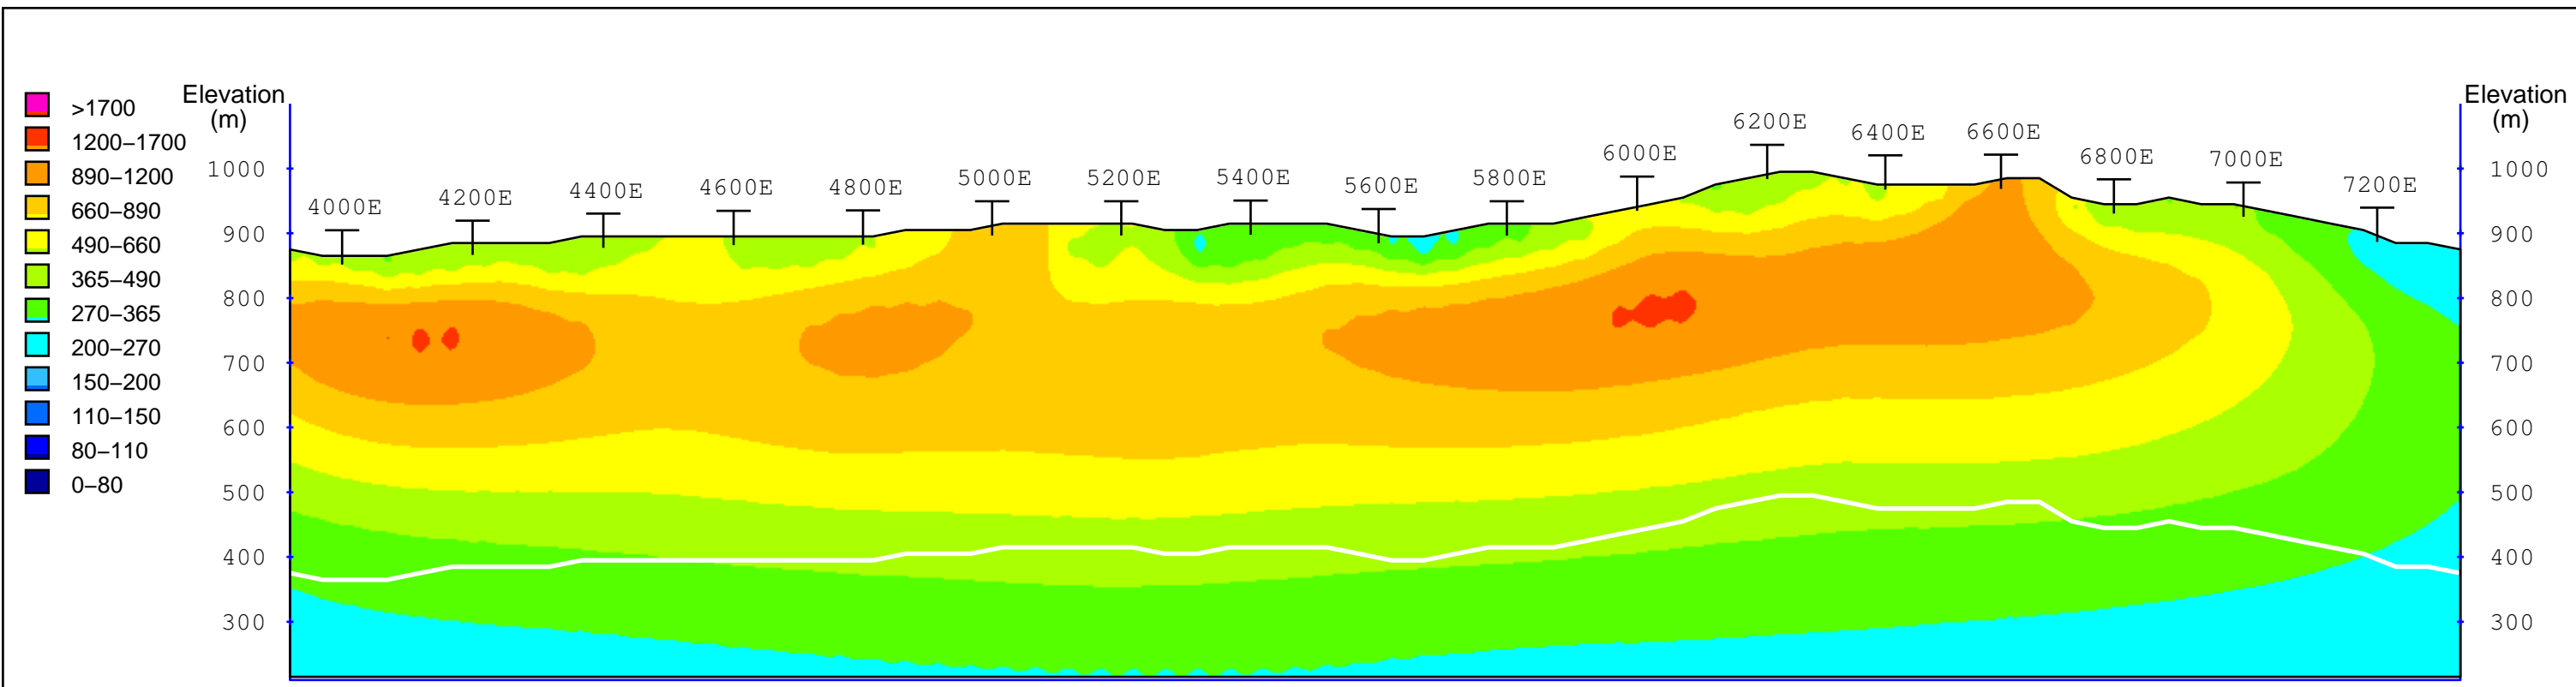 >1700
1200–1700
890–1200
660–890
490–660
365–490
270–365
200–270
150–200
110–150
80–110
0–80
Elevation
(m)
1000
900
800
700
600
500
400
300
4000E
4200E
4400E
4600E
4800E
5000E
5200E
5400E
5600E
5800E
6000E
6200E
6400E
6600E
6800E
7000E
7200E
Elevation
(m)
1000
900
800
700
600
500
400
300